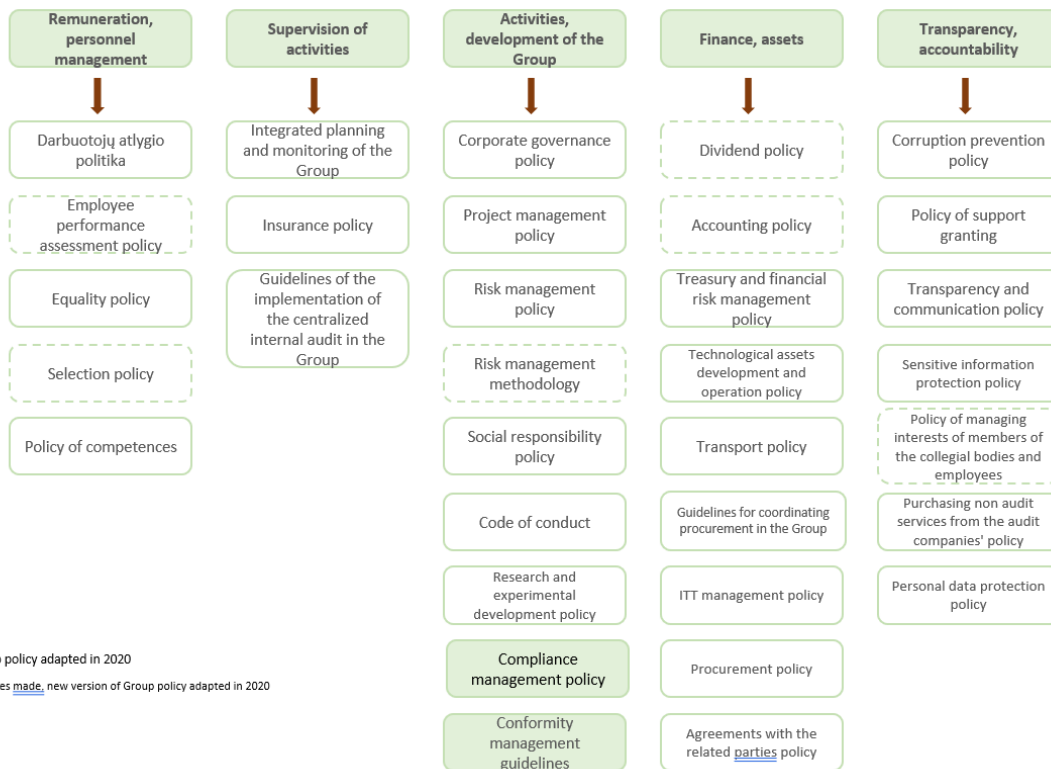 Remuneration,
personnel
management
Darbuotojų atlygio
politika
Employee
performance
assessment policy
Equality policy
Selection policy
Policy of competences
Supervision of
activities
Integrated planning
and monitoring of the
Group
Insurance policy
Guidelines of the
implementation of
the centralized
internal audit in the
Group
Activities,
development of the
Group
Corporate governance
policy
Project management
policy
Risk management
policy
Risk management
methodology
Social responsibility
policy
Code of conduct
Research and
experimental
development policy
Compliance
management policy
Conformity
management
guidelines
Finance, assets
Dividend policy
Accounting policy
Treasury and financial
risk management
policy
Technological assets
development and
operation policy
Transport policy
Guidelines for coordinating
procurement in the Group
ITT management policy
Procurement policy
Agreements with the
related parties policy
Transparency,
accountability
Corruption prevention
policy
Policy of support
granting
Transparency and
communication policy
Sensitive information
protection policy
Policy of managing
interests of members of
the collegial bodies and
employees
Purchasing non audit
services from the audit
companies' policy
Personal data protection
policy
policy adapted in 2020
es made, new version of Group policy adapted in 2020